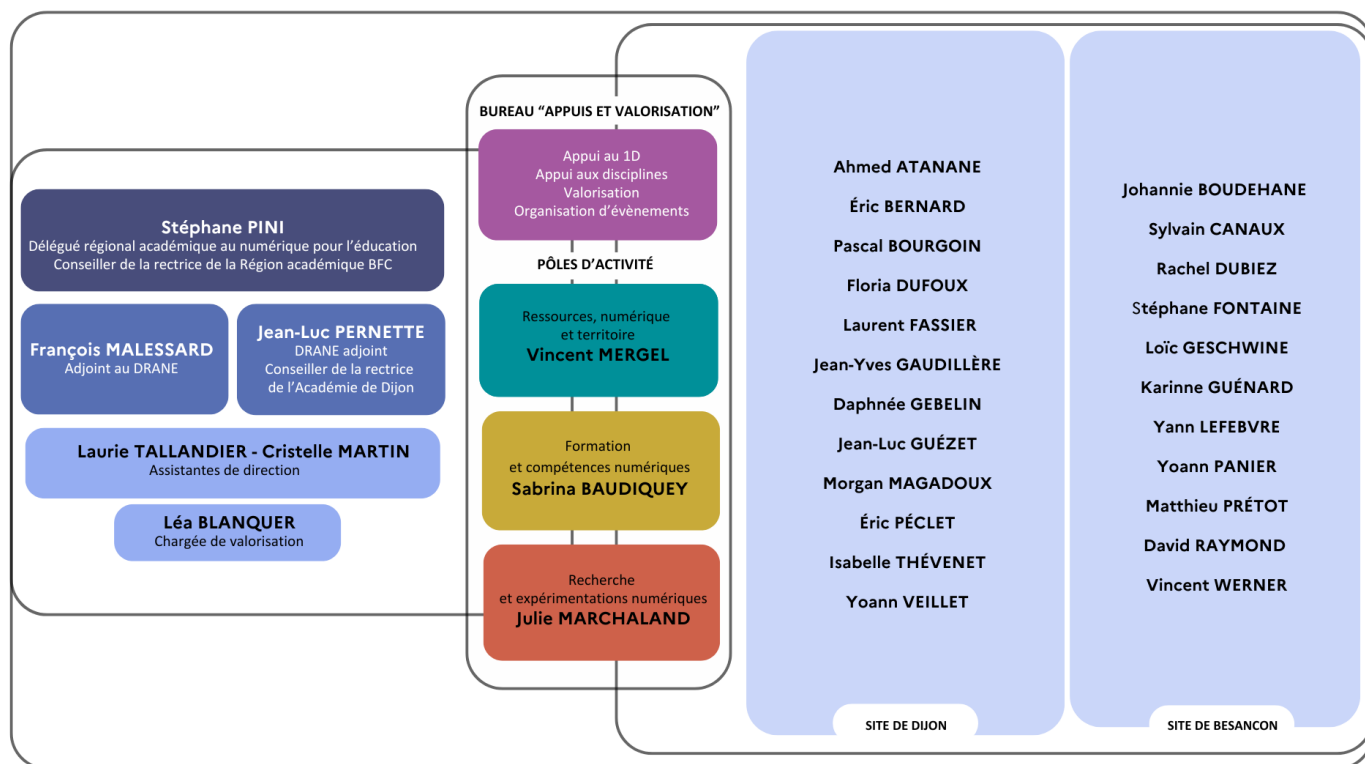 Stéphane PINI
Délégué régional académique au numérique pour l'éducation
Conseiller de la rectrice de la Région académique BFC
François MALESSARD
Adjoint au DRANE
Jean-Luc PERNETTE
DRANE adjoint
Conseiller de la rectrice
de l'Académie de Dijon
Laurie TALLANDIER - Cristelle MARTIN
Assistantes de direction
Léa BLANQUER
Chargée de valorisation
BUREAU “APPUIS ET VALORISATION”
Appui au 1D
Appui aux disciplines
Valorisation
Organisation d'évènements
PÔLES D'ACTIVITÉ
Ressources, numérique
et territoire
Vincent MERGEL
Formation
et compétences numériques
Sabrina BAUDIQUEY
Recherche
et expérimentations numériques
Julie MARCHALAND
Ahmed ATANANE
Éric BERNARD
Pascal BOURGOIN
Floria DUFOUX
Laurent FASSIER
Jean-Yves GAUDILLÈRE
Daphnée GEBELIN
Jean-Luc GUÉZET
Morgan MAGADOUX
Éric PÉCLET
Isabelle THÉVENET
Yoann VEILLET
SITE DE DIJON
Johannie BOUDEHANE
Sylvain CANAUX
Rachel DUBIEZ
Stéphane FONTAINE
Loïc GESCHWINE
Karinne GUÉNARD
Yann LEFEBVRE
Yoann PANIER
Matthieu PRÉTOT
David RAYMOND
Vincent WERNER
SITE DE BESANCON